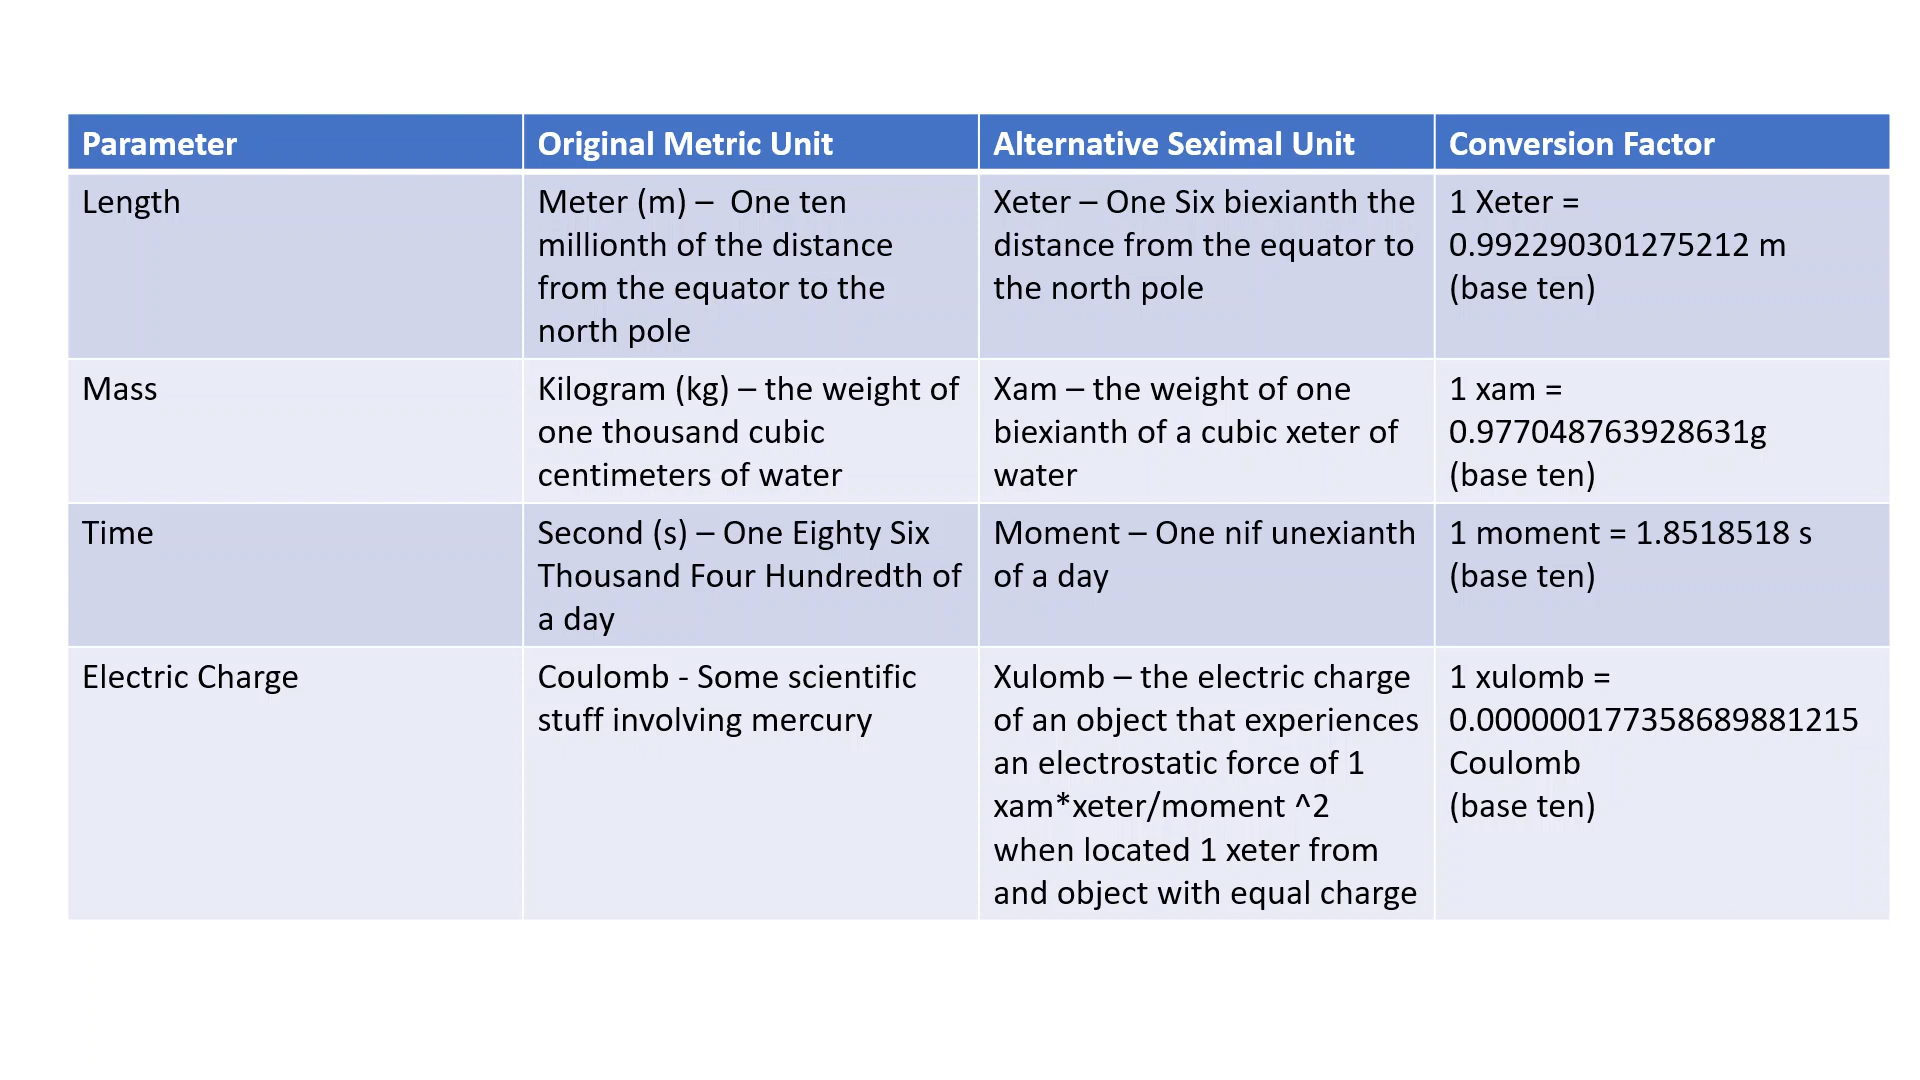 Parameter
Original Metric Unit
Alternative Seximal Unit
Conversion Factor
Length
Meter (m) –  One ten
millionth of the distance
from the equator to the
north pole
Xeter – One Six biexianth the
distance from the equator to
the north pole
1 Xeter =
0.992290301275212 m
(base ten)
Mass
Kilogram (kg) – the weight of
one thousand cubic
centimeters of water
Xam – the weight of one
biexianth of a cubic xeter of
water
1 xam =
0.977048763928631g
(base ten)
Time
Second (s) – One Eighty Six
Thousand Four Hundredth of
a day
Moment – One nif unexianth
of a day
1 moment = 1.8518518 s
(base ten)
Electric Charge
Coulomb - Some scientific
stuff involving mercury
Xulomb – the electric charge
of an object that experiences
an electrostatic force of 1
xam*xeter/moment ^2
when located 1 xeter from
and object with equal charge
1 xulomb =
0.000000177358689881215
Coulomb
(base ten)